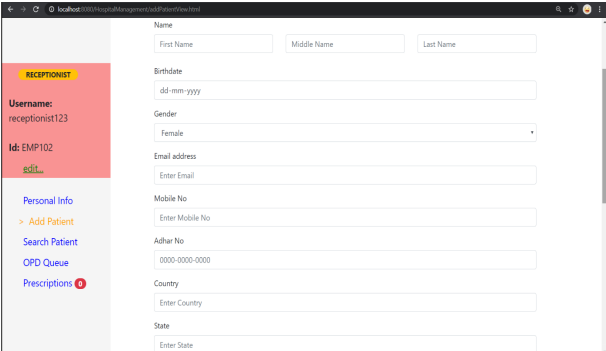 localhost:8080/HospitalManagement/addPatientView.html
RECEPTIONIST
Username:
receptionist123
Id: EMP102
edit...
Personal Info
> Add Patient
Search Patient
OPD Queue
Prescriptions 0
Name
First Name Middle Name Last Name
Birthdate
dd-mm-yyyy
Gender
Female
Email address
Enter Email
Mobile No
Enter Mobile No
Adhar No
0000-0000-0000
Country
Enter Country
State
Enter State